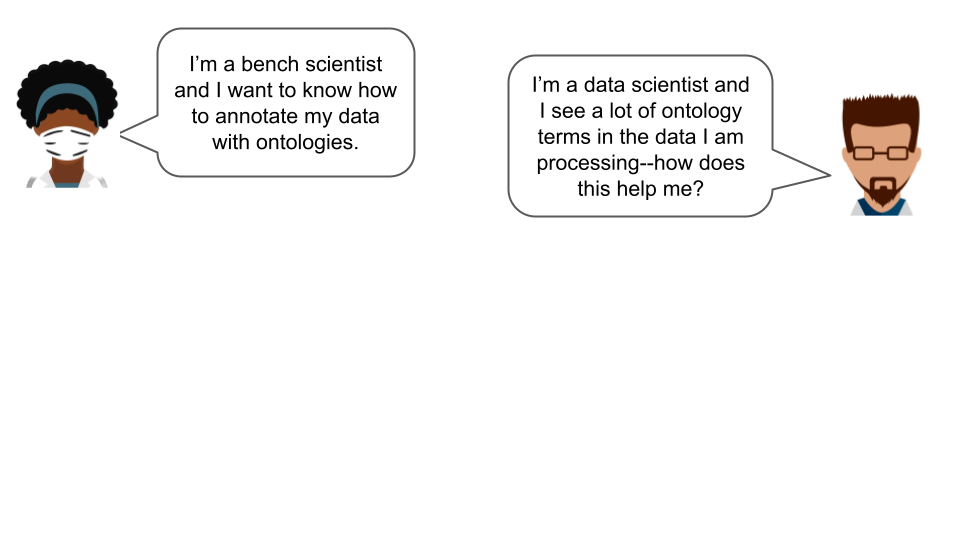 I’m a bench scientist
and I want to know how
to annotate my data
with ontologies.
I’m a data scientist and
I see a lot of ontology
terms in the data I am
processing--how does
this help me?